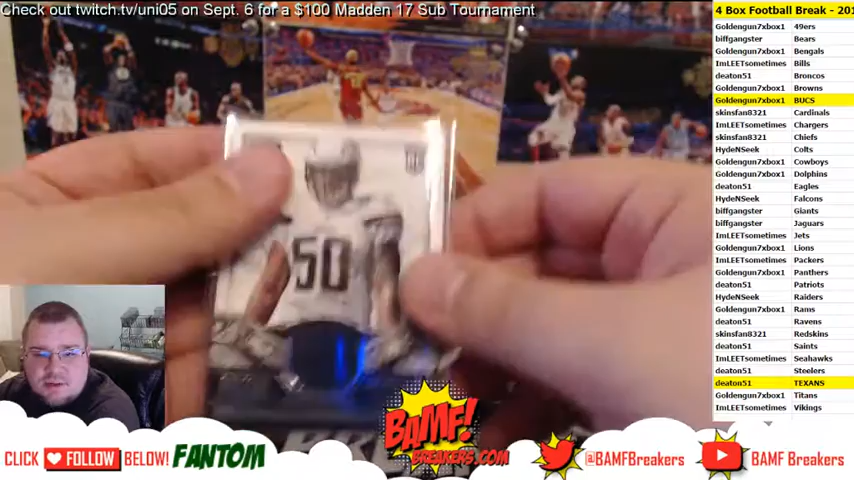 Check out twitch.tv/uni05 on Sept. 6 for a $100 Madden 17 Sub Tournament
4 Box Football Break - 201
Goldengun7xbox1 49ers
biffgangster Bears
Goldengun7xbox1 Bengals
ImLEETsometimes Bills
deaton51 Broncos
Goldengun7xbox1 Browns
Goldengun7xbox1 BUCS
skinsfan8321 Cardinals
ImLEETsometimes Chargers
skinsfan8321 Chiefs
HydeNSeek Colts
Goldengun7xbox1 Cowboys
Goldengun7xbox1 Dolphins
deaton51 Eagles
HydeNSeek Falcons
biffgangster Giants
biffgangster Jaguars
ImLEETsometimes Jets
Goldengun7xbox1 Lions
ImLEETsometimes Packers
Goldengun7xbox1 Panthers
deaton51 Patriots
HydeNSeek Raiders
Goldengun7xbox1 Rams
deaton51 Ravens
skinsfan8321 Redskins
deaton51 Saints
ImLEETsometimes Seahawks
deaton51 Steelers
deaton51 TEXANS
Goldengun7xbox1 Titans
ImLEETsometimes Vikings
50
BAMF!
BREAKERS.COM
CLICK FOLLOW BELOW! FANTOM
@BAMFBreakers
BAMF Breakers